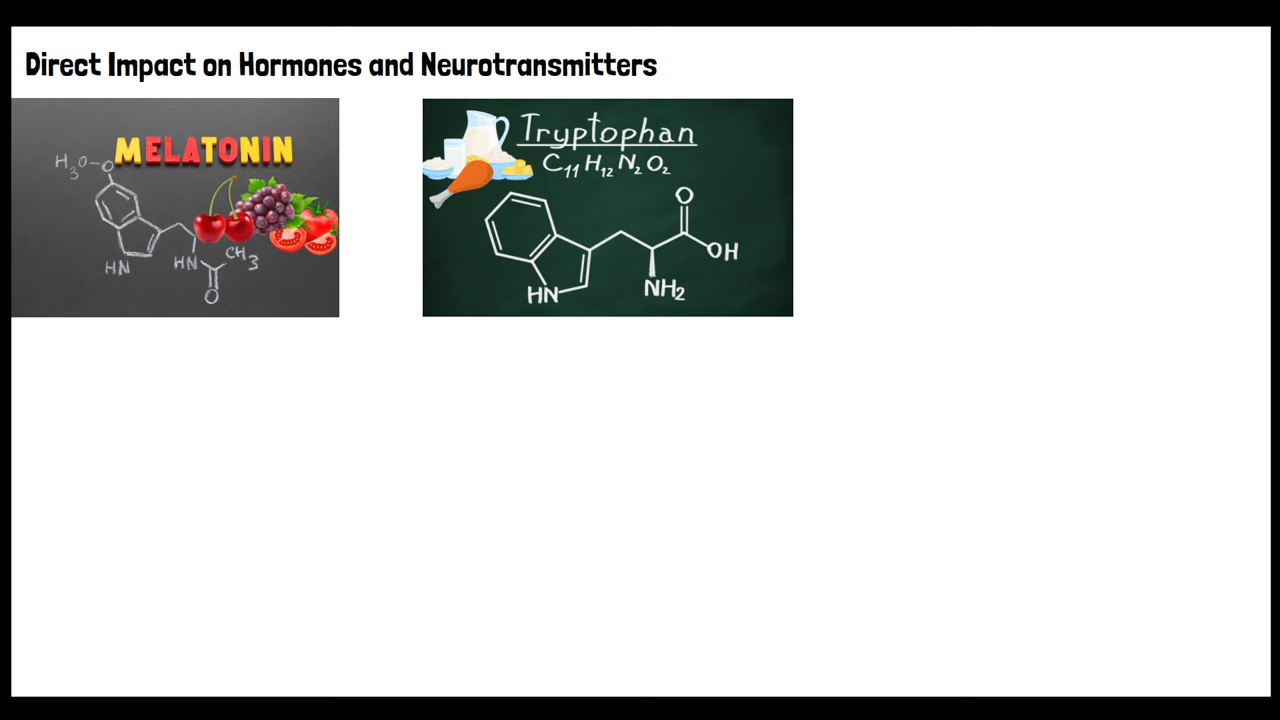 Direct Impact on Hormones and Neurotransmitters
MELATONIN
H₃O-O
HN
HN
CH₃
O
Tryptophan
C₁₁H₁₂N₂O₂
O
OH
HN
NH₂